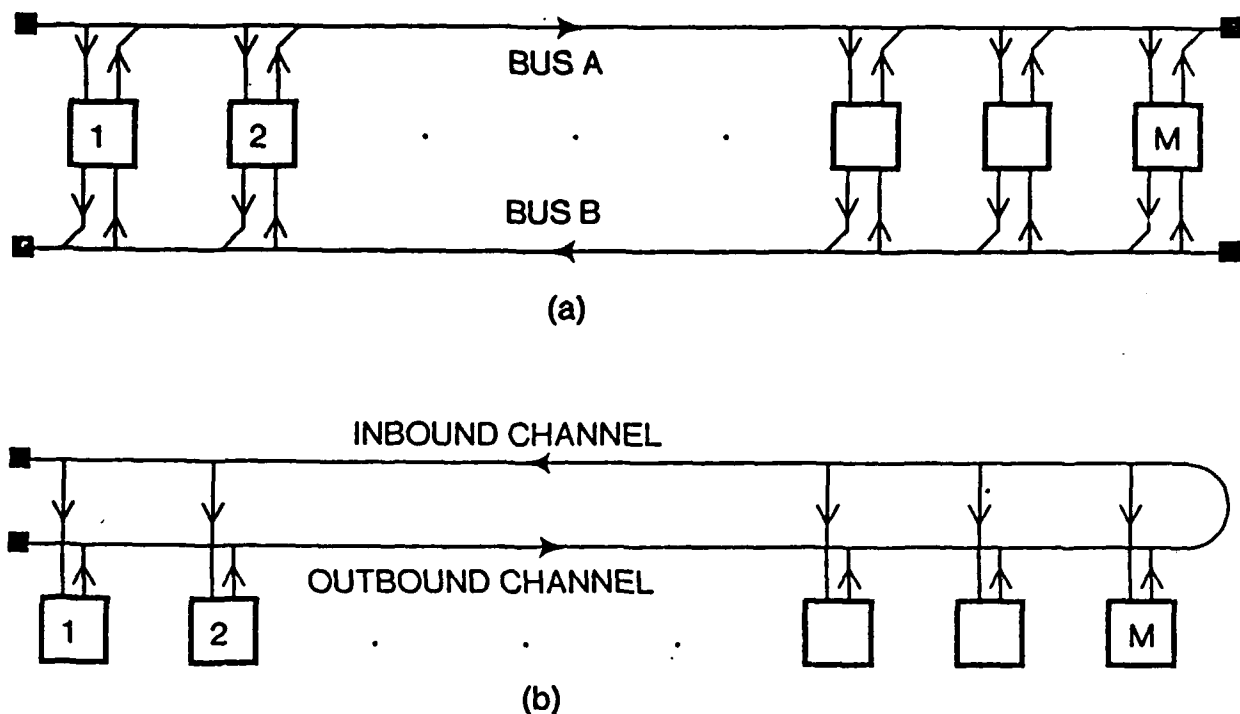 BUS A
1 2 M
BUS B
(a)
INBOUND CHANNEL
OUTBOUND CHANNEL
1 2 M
(b)